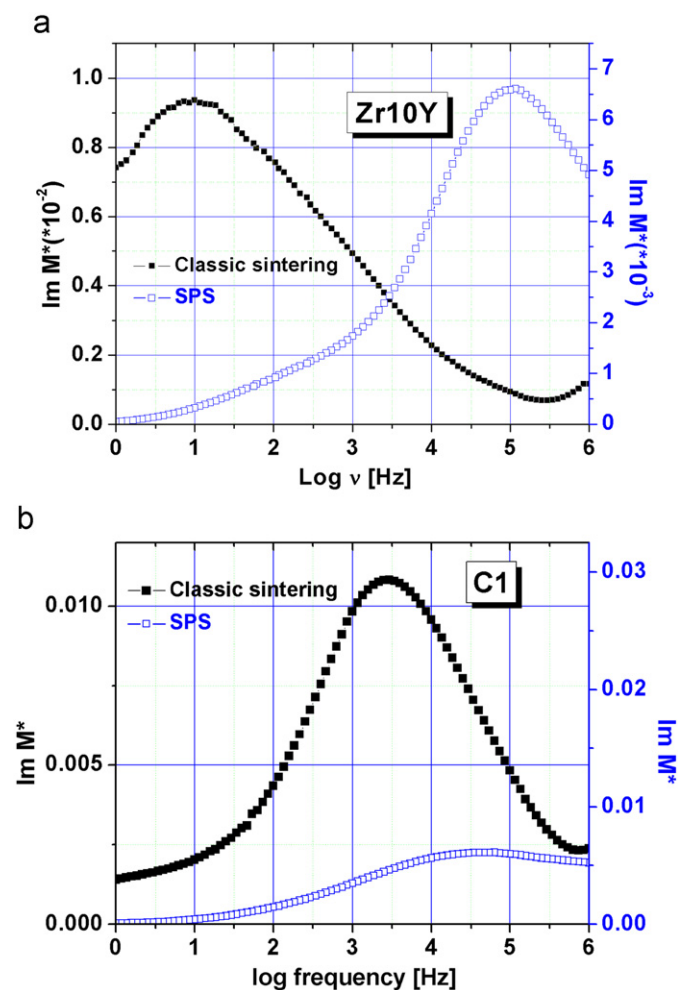 a
1.0
0.8
0.6
0.4
0.2
0.0
Im M*(*10-2)
Zr10Y
Classic sintering
SPS
7
6
5
4
3
2
1
0
Im M*(*10-3)
0 1 2 3 4 5 6
Log ν [Hz]
b
0.010
0.005
0.000
Im M*
Classic sintering
SPS
C1
0.03
0.02
0.01
0.00
Im M*
0 1 2 3 4 5 6
log frequency [Hz]